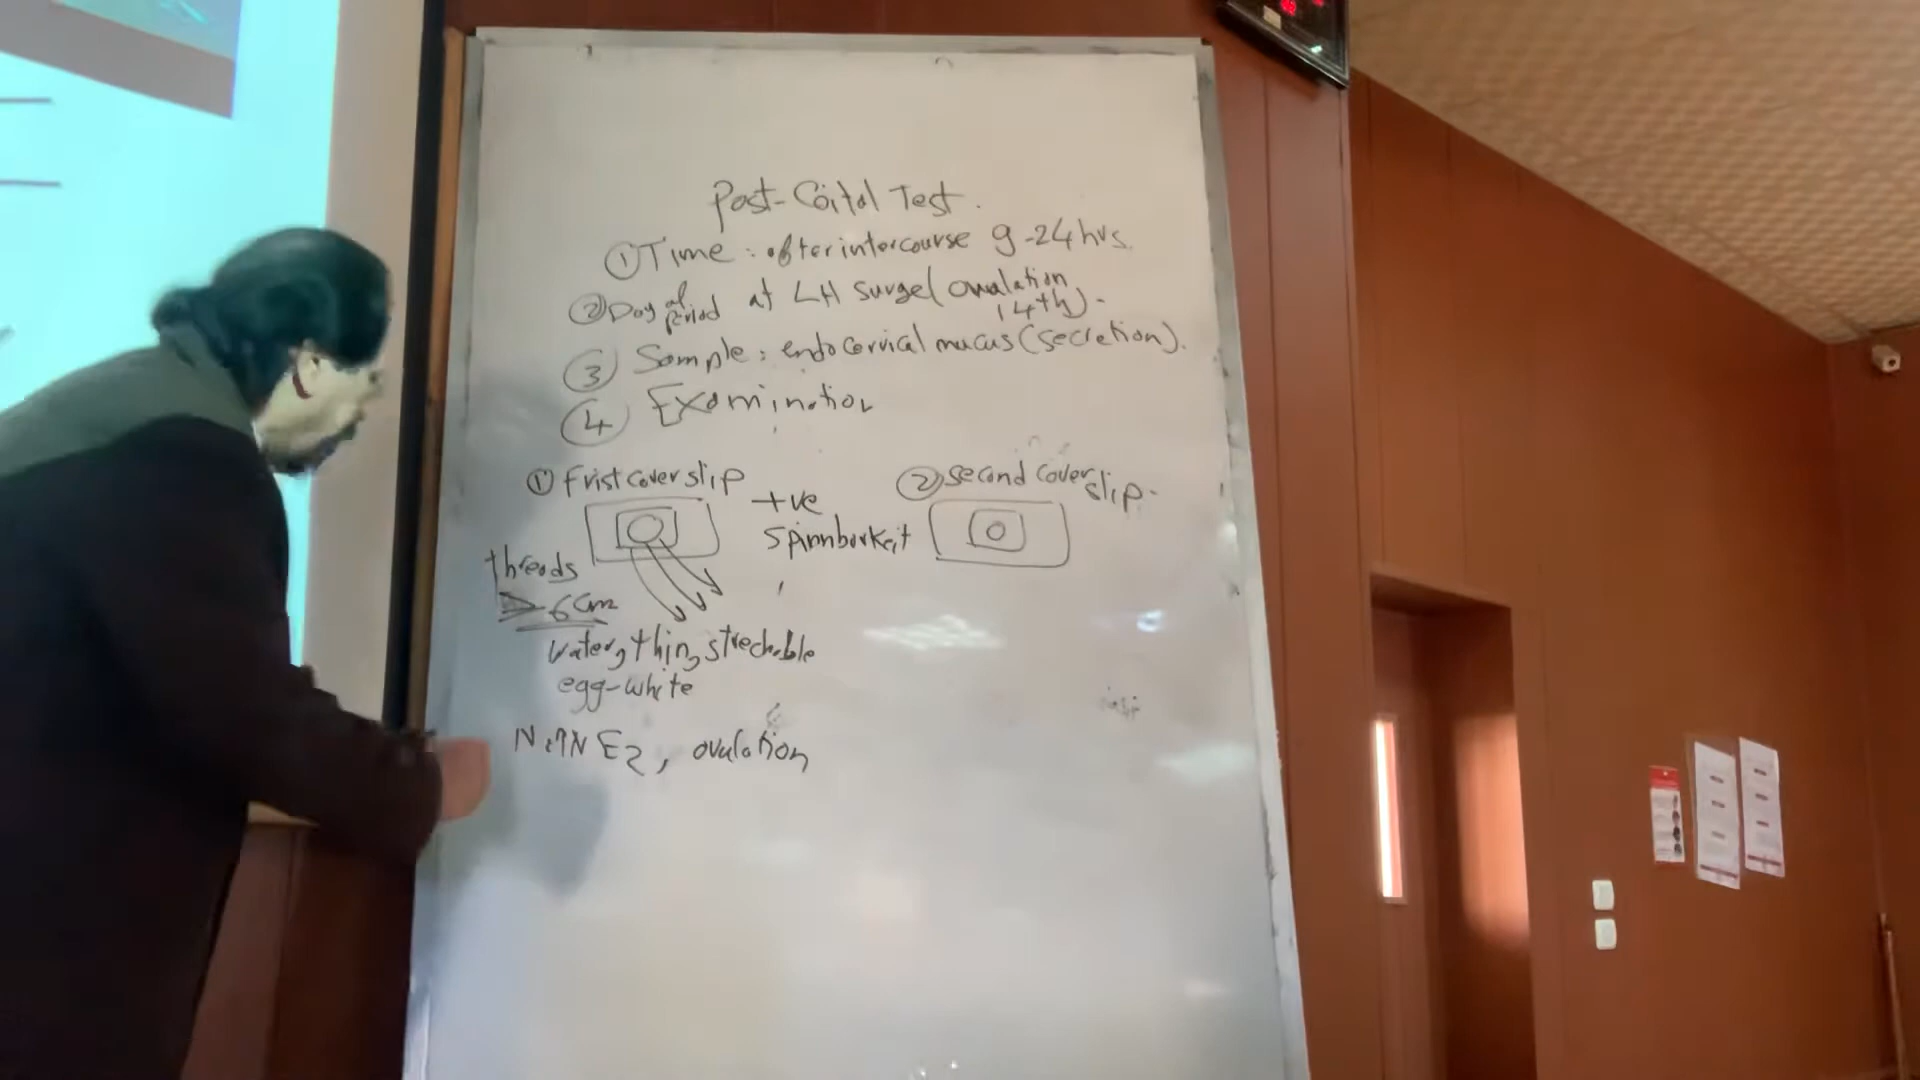 Post-Coital Test.
① Time: after intercourse 9-24 hrs.
② Day of period at LH surge (ovulation 14th).
③ Sample: endocervical mucus (secretion).
④ Examination
① Frist cover slip
+ve
Spinnborkeit
threads
> 6 cm
watery, thin, strechable
egg-white
E2, ovulation
② second cover slip.